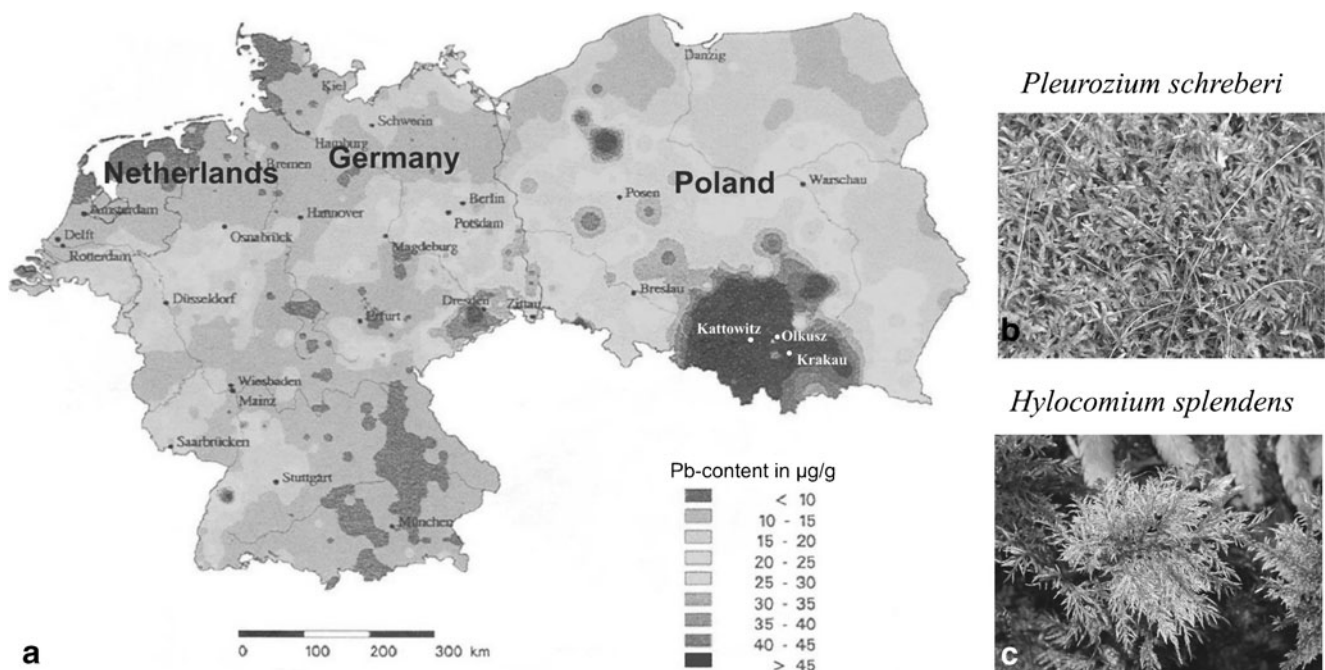 Netherlands
Germany
Poland
Kiel
Schwerin
Hamburg
Bremen
Amsterdam
Delft
Rotterdam
Osnabrück
Hannover
Berlin
Potsdam
Magdeburg
Düsseldorf
Dresden
Zittau
Erfurt
Wiesbaden
Mainz
Saarbrücken
Stuttgart
München
Danzig
Posen
Warschau
Breslau
Kattowitz
Olkusz
Krakau
Pb-content in µg/g
< 10
10 - 15
15 - 20
20 - 25
25 - 30
30 - 35
35 - 40
40 - 45
> 45
0 100 200 300 km
a
Pleurozium schreberi
b
Hylocomium splendens
c